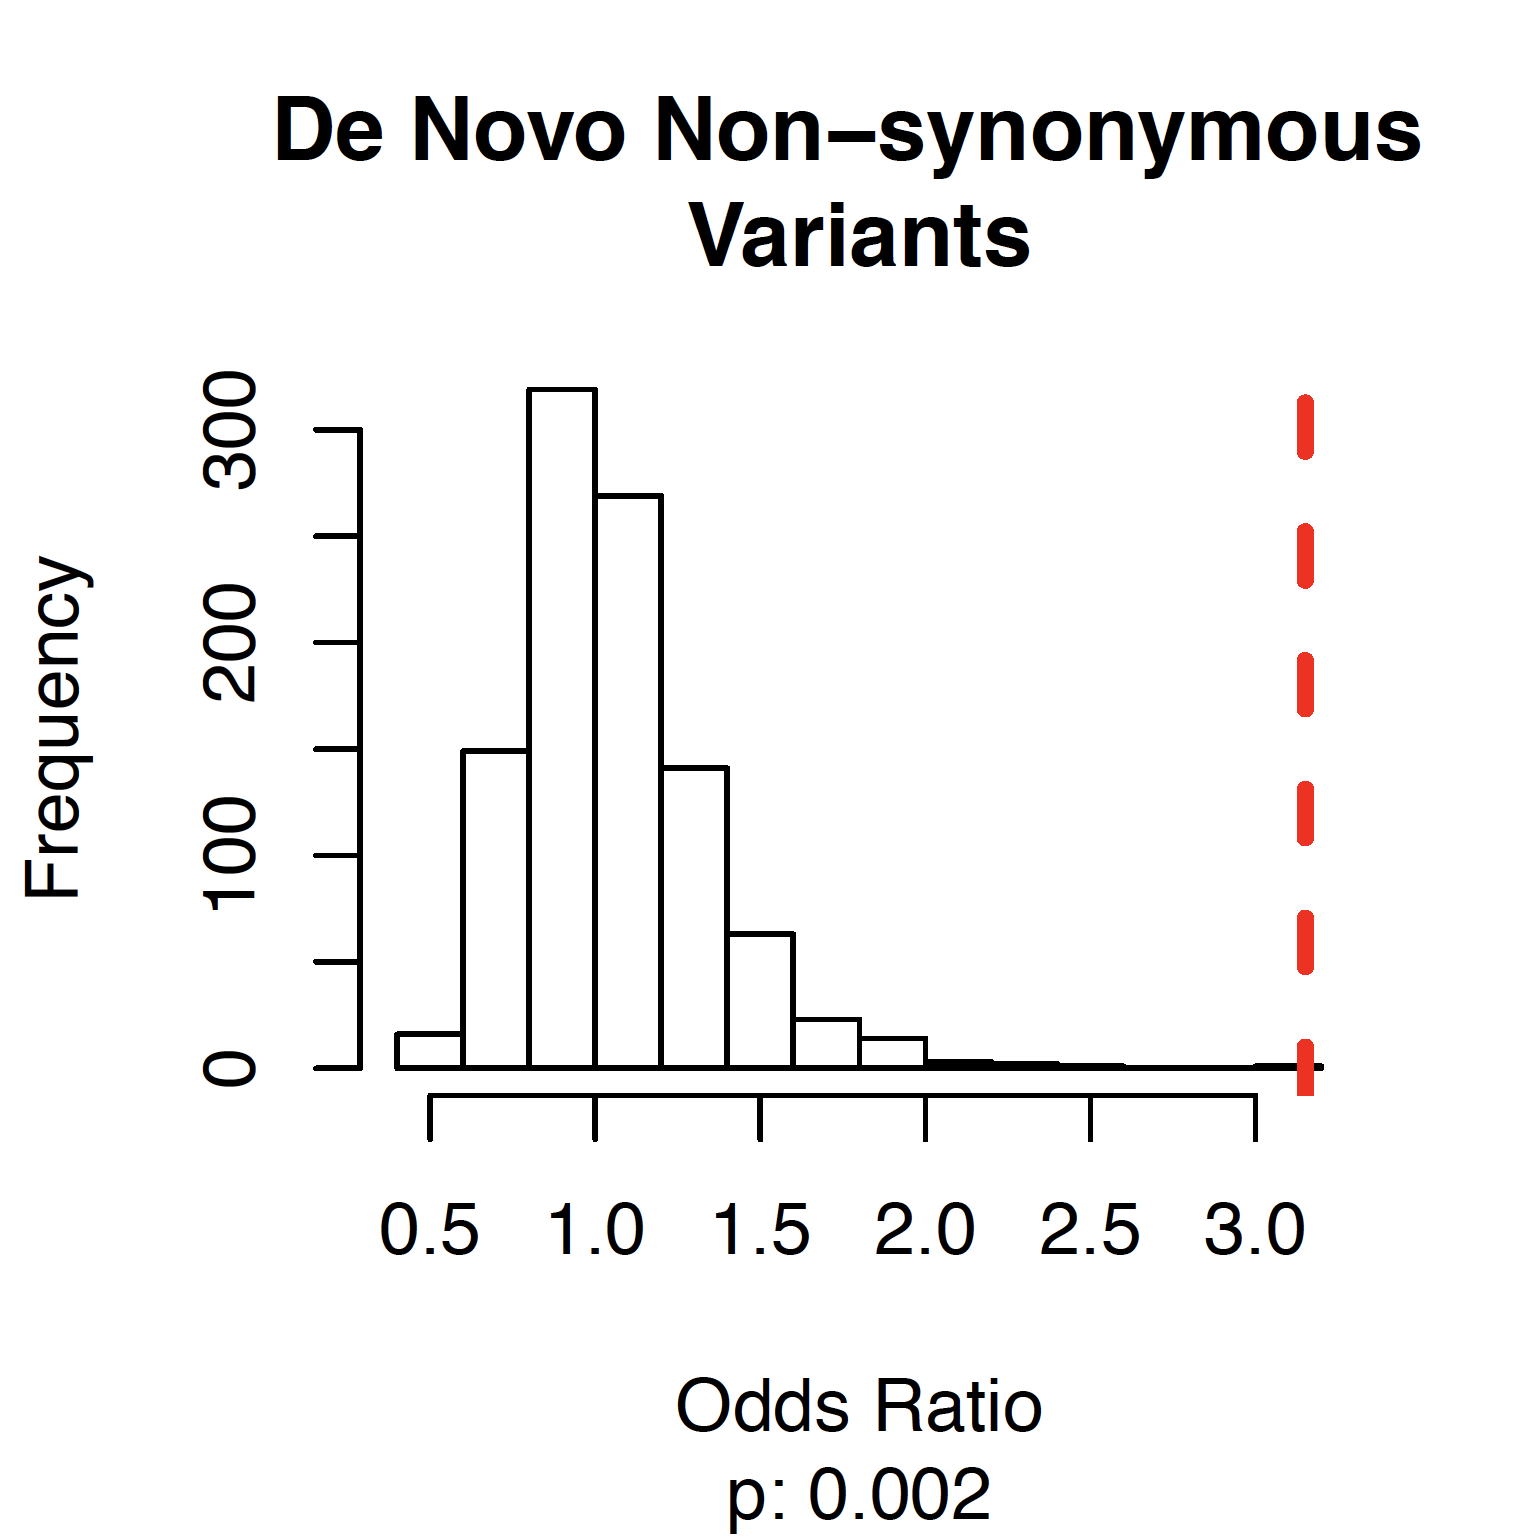 De Novo Non−synonymous
Variants
Frequency
300
200
100
0
0.5 1.0 1.5 2.0 2.5 3.0
Odds Ratio
p: 0.002